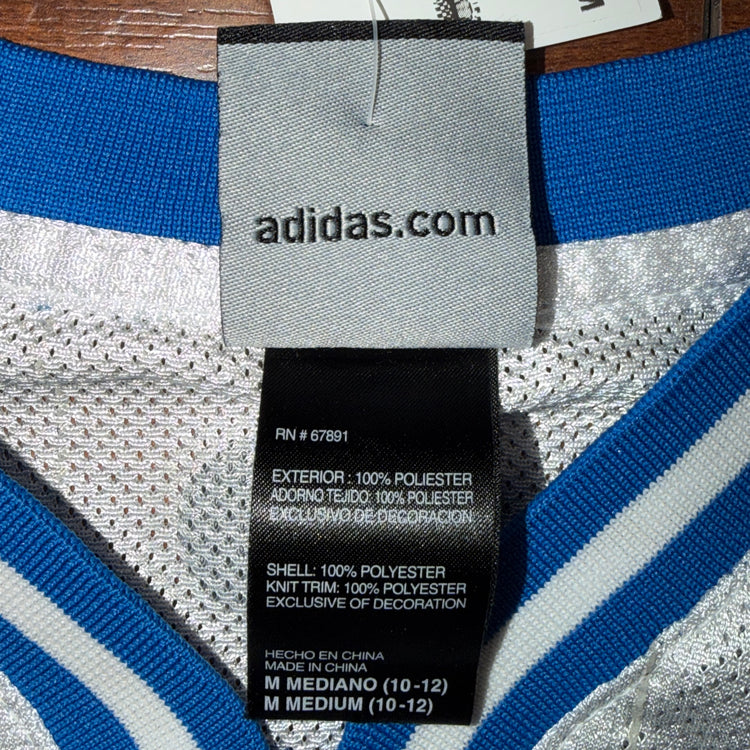 adidas.com
RN # 67891
EXTERIOR : 100% POLIESTER
ADORNO TEJIDO: 100% POLIESTER
EXCLUSIVO DE DECORACION
SHELL: 100% POLYESTER
KNIT TRIM: 100% POLYESTER
EXCLUSIVE OF DECORATION
HECHO EN CHINA
MADE IN CHINA
M MEDIANO (10-12)
M MEDIUM (10-12)